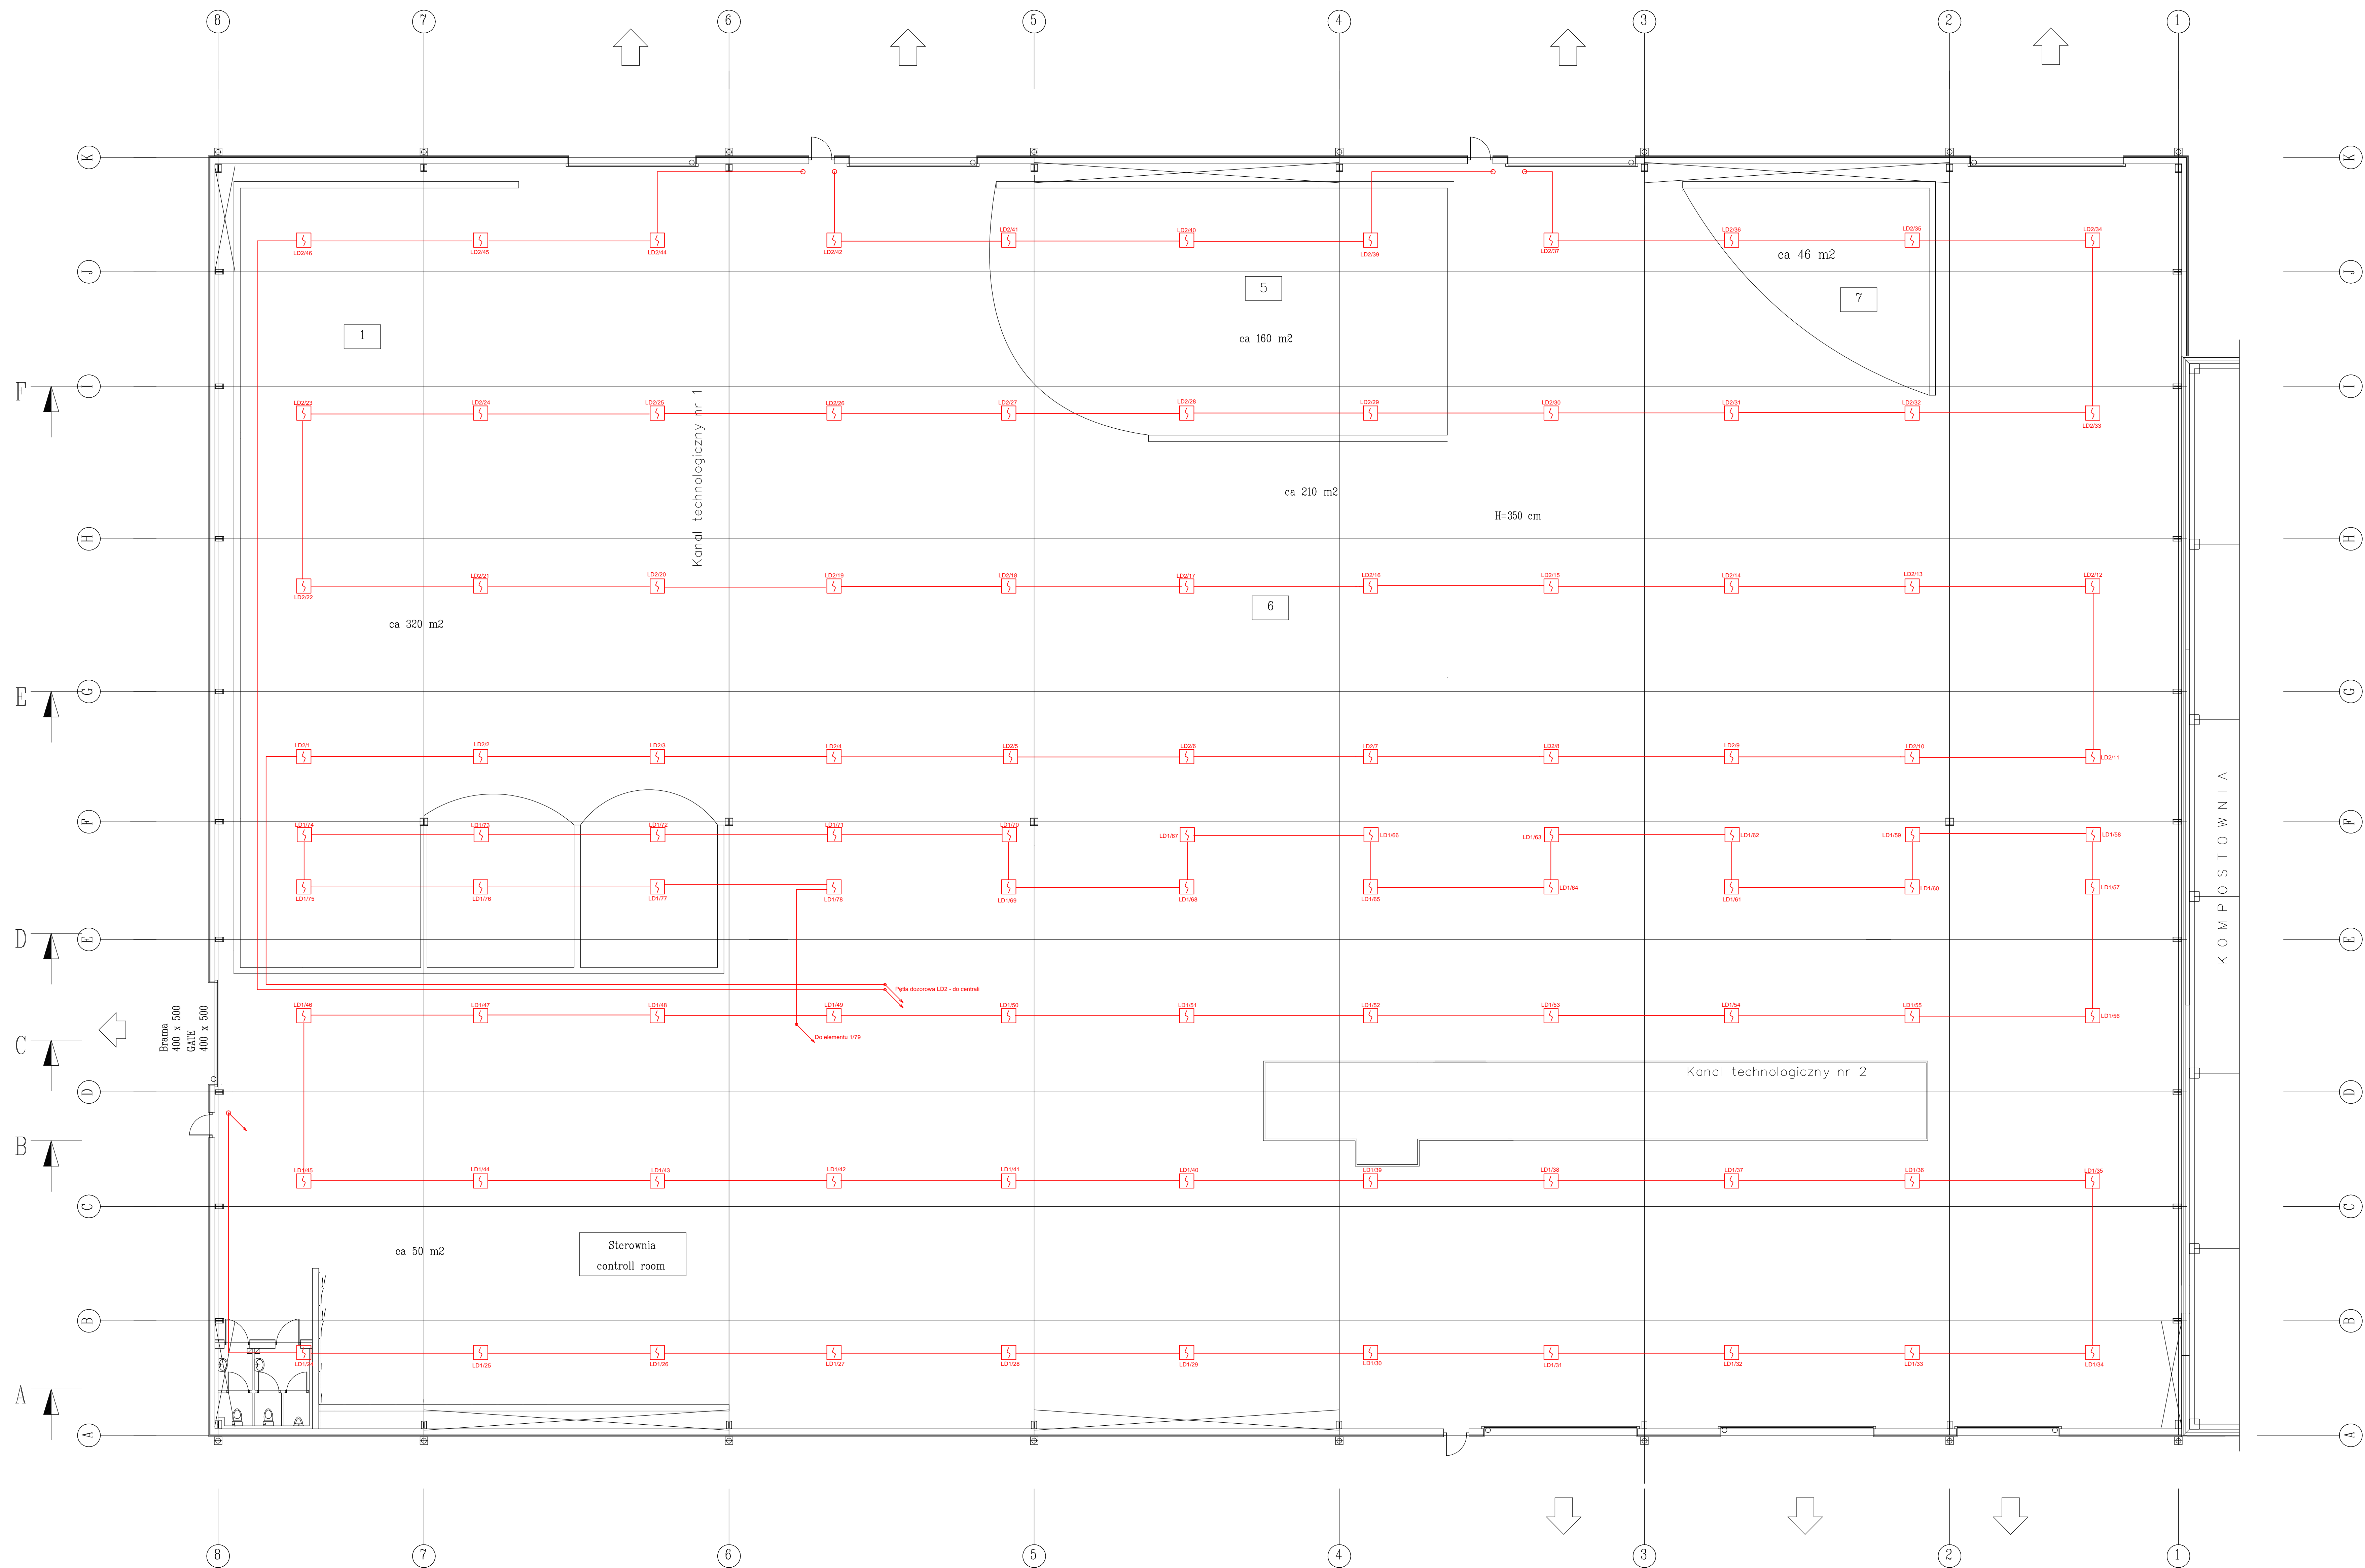 8 7 6 5 4 3 2 1
K K
LD2/41 LD2/40 LD2/36 LD2/35 LD2/34
LD2/46 LD2/45 LD2/44 LD2/42 LD2/39 LD2/37
ca 46 m2
J J
5
7
1
ca 160 m2
F I I
LD2/23 LD2/24 LD2/25 LD2/26 LD2/27 LD2/28 LD2/29 LD2/30 LD2/31 LD2/32
LD2/33
Kanal technologiczny nr 1
ca 210 m2
H=350 cm
H H
LD2/21 LD2/20 LD2/19 LD2/18 LD2/17 LD2/16 LD2/15 LD2/14 LD2/13 LD2/12
LD2/22
6
ca 320 m2
E G G
LD2/1 LD2/2 LD2/3 LD2/4 LD2/5 LD2/6 LD2/7 LD2/8 LD2/9 LD2/10
LD2/11
KOMPOSTOWNIA
F F
LD1/74 LD1/73 LD1/72 LD1/71 LD1/70
LD1/67 LD1/66 LD1/63 LD1/62 LD1/59 LD1/58
LD1/64 LD1/60 LD1/57
LD1/75 LD1/76 LD1/77 LD1/78 LD1/69 LD1/68 LD1/65 LD1/61
D E E
Pętla dozorowa LD2 - do centrali
LD1/46 LD1/47 LD1/48 LD1/49 LD1/50 LD1/51 LD1/52 LD1/53 LD1/54 LD1/55
LD1/56
Brama
400 x 500
GATE
400 x 500
Do elementu 1/79
C
Kanal technologiczny nr 2
D D
B
LD1/45 LD1/44 LD1/43 LD1/42 LD1/41 LD1/40 LD1/39 LD1/38 LD1/37 LD1/36 LD1/35
C C
Sterownia
controll room
ca 50 m2
B B
LD1/24 LD1/25 LD1/26 LD1/27 LD1/28 LD1/29 LD1/30 LD1/31 LD1/32 LD1/33 LD1/34
A
A A
8 7 6 5 4 3 2 1